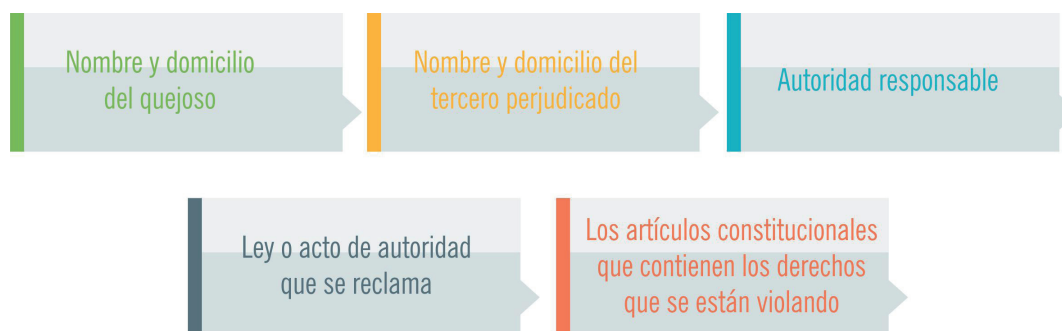 Nombre y domicilio
del quejoso
Nombre y domicilio del
tercero perjudicado
Autoridad responsable
Ley o acto de autoridad
que se reclama
Los artículos constitucionales
que contienen los derechos
que se están violando